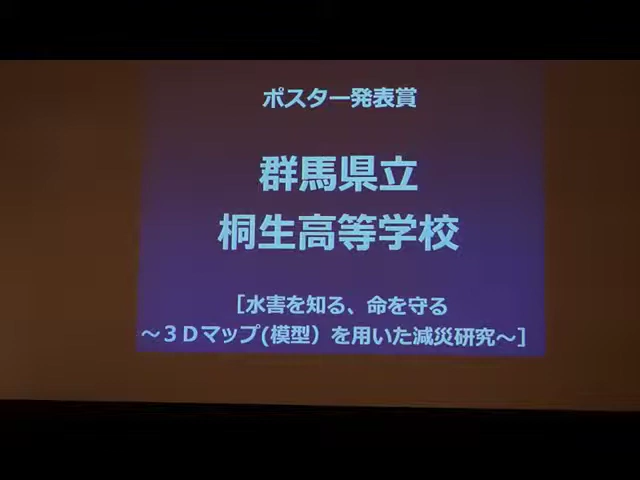 ポスター発表賞
群馬県立
桐生高等学校
［水害を知る、命を守る
～３Ｄマップ(模型）を用いた減災研究～］